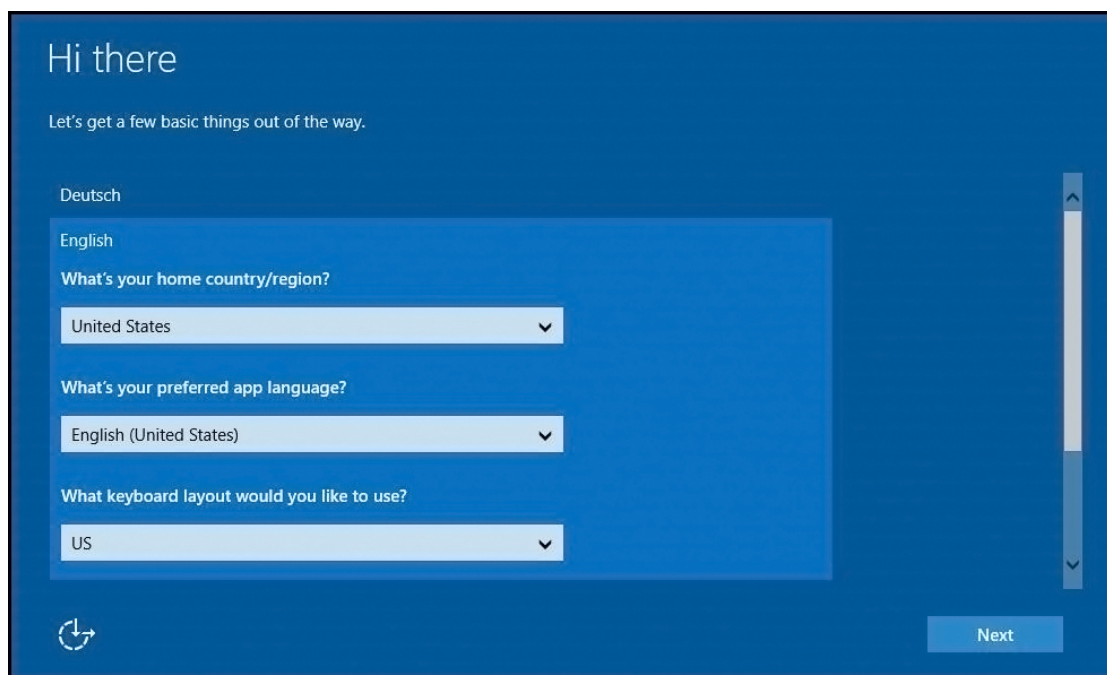 Hi there
Let's get a few basic things out of the way.
Deutsch
English
What's your home country/region?
United States
What's your preferred app language?
English (United States)
What keyboard layout would you like to use?
US
Next